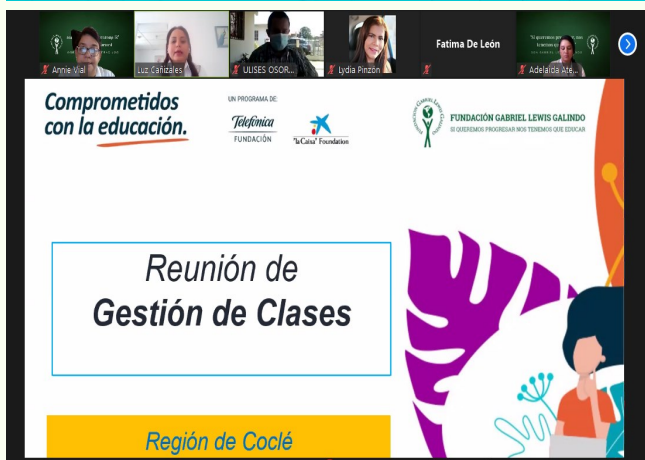 Annie Vial
Luz Cañizáles
ULISES OSOR...
Lydia Pinzón
Fatima De León
Adelaida Ate...
Comprometidos
con la educación.
UN PROGRAMA DE:
Telefónica
FUNDACIÓN
"la Caixa" Foundation
FUNDACIÓN GABRIEL LEWIS GALINDO
SI QUEREMOS PROGRESAR NOS TENEMOS QUE EDUCAR
Reunión de
Gestión de Clases
Región de Coclé